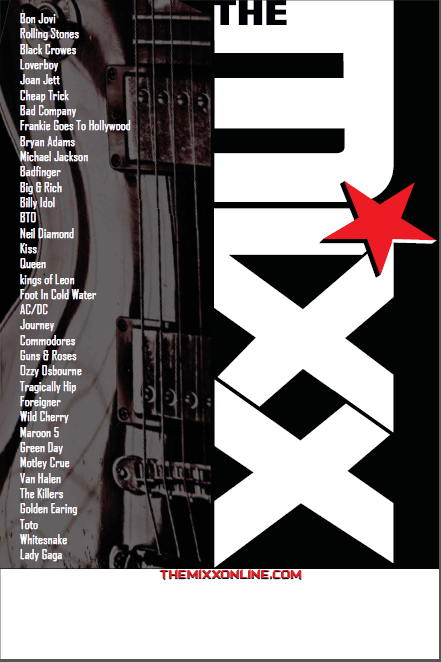 THE
MIXX
Bon Jovi
Rolling Stones
Black Crowes
Loverboy
Joan Jett
Cheap Trick
Bad Company
Frankie Goes To Hollywood
Bryan Adams
Michael Jackson
Badfinger
Big & Rich
Billy Idol
BTO
Neil Diamond
Kiss
Queen
kings of Leon
Foot In Cold Water
AC/DC
Journey
Commodores
Guns & Roses
Ozzy Osbourne
Tragically Hip
Foreigner
Wild Cherry
Maroon 5
Green Day
Motley Crue
Van Halen
The Killers
Golden Earing
Toto
Whitesnake
Lady Gaga
THEMIXXONLINE.COM